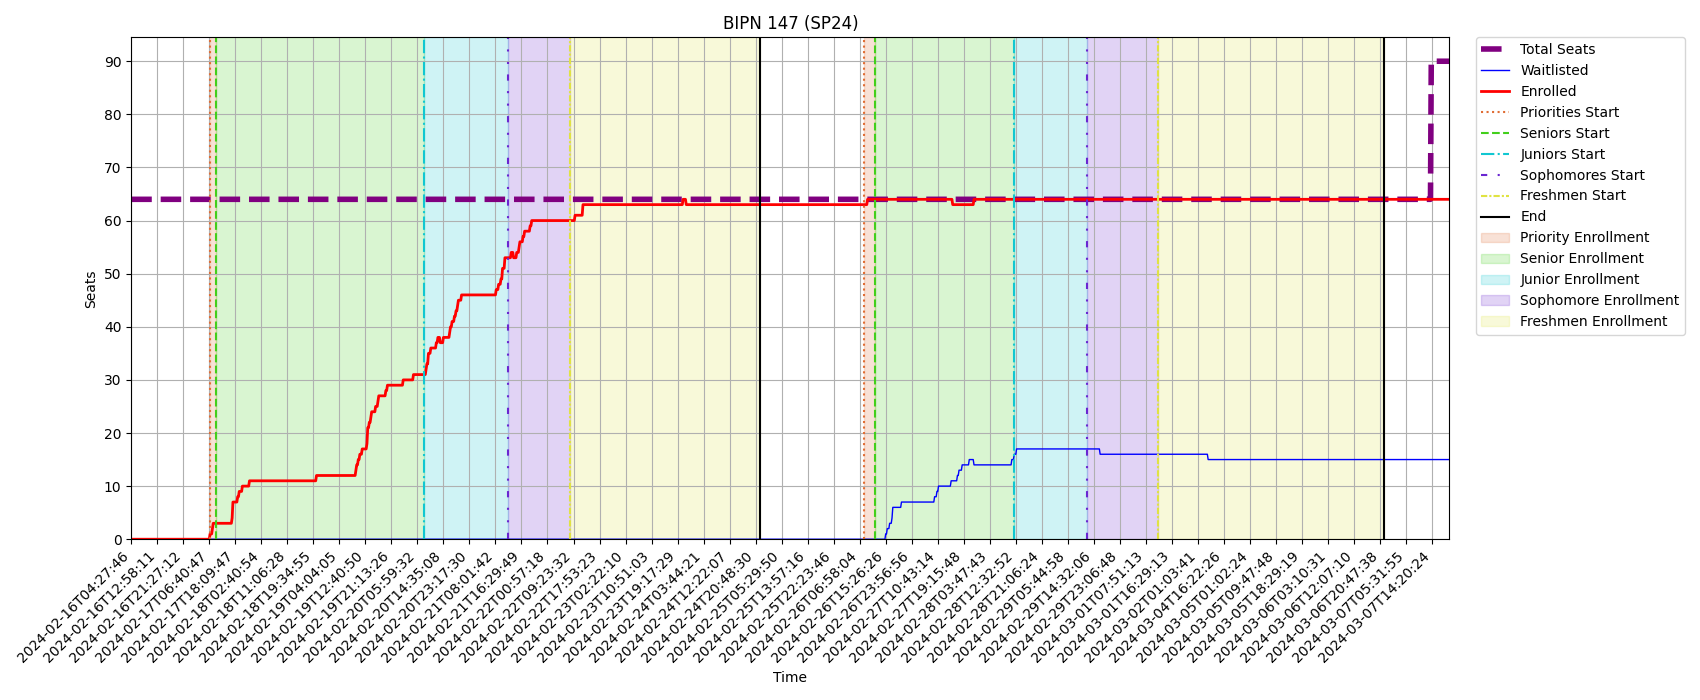 BIPN 147 (SP24)
Seats
90
80
70
60
50
40
30
20
10
0
2024-02-16T04:27:46
2024-02-16T12:58:11
2024-02-16T21:27:12
2024-02-17T06:40:47
2024-02-17T18:09:47
2024-02-18T02:40:54
2024-02-18T11:06:28
2024-02-18T19:34:55
2024-02-19T04:04:05
2024-02-19T12:40:50
2024-02-19T21:13:26
2024-02-20T05:59:32
2024-02-20T14:35:09
2024-02-20T23:17:30
2024-02-21T08:01:42
2024-02-21T16:29:49
2024-02-22T00:57:18
2024-02-22T09:23:32
2024-02-22T17:53:23
2024-02-23T02:22:10
2024-02-23T10:51:03
2024-02-23T19:17:29
2024-02-24T03:44:21
2024-02-24T12:22:07
2024-02-24T20:48:30
2024-02-25T05:29:50
2024-02-25T13:57:16
2024-02-25T22:23:46
2024-02-26T06:58:04
2024-02-26T15:26:26
2024-02-26T23:56:56
2024-02-27T10:43:14
2024-02-27T19:15:48
2024-02-28T03:47:43
2024-02-28T12:32:52
2024-02-28T21:06:24
2024-02-29T05:44:58
2024-02-29T14:32:06
2024-02-29T23:06:48
2024-03-01T07:51:13
2024-03-01T16:29:13
2024-03-02T01:03:41
2024-03-04T16:22:26
2024-03-05T01:02:24
2024-03-05T09:47:48
2024-03-05T18:29:19
2024-03-06T03:10:31
2024-03-06T12:07:10
2024-03-06T20:47:38
2024-03-07T05:31:55
2024-03-07T14:20:24
Time
Total Seats
Waitlisted
Enrolled
Priorities Start
Seniors Start
Juniors Start
Sophomores Start
Freshmen Start
End
Priority Enrollment
Senior Enrollment
Junior Enrollment
Sophomore Enrollment
Freshmen Enrollment